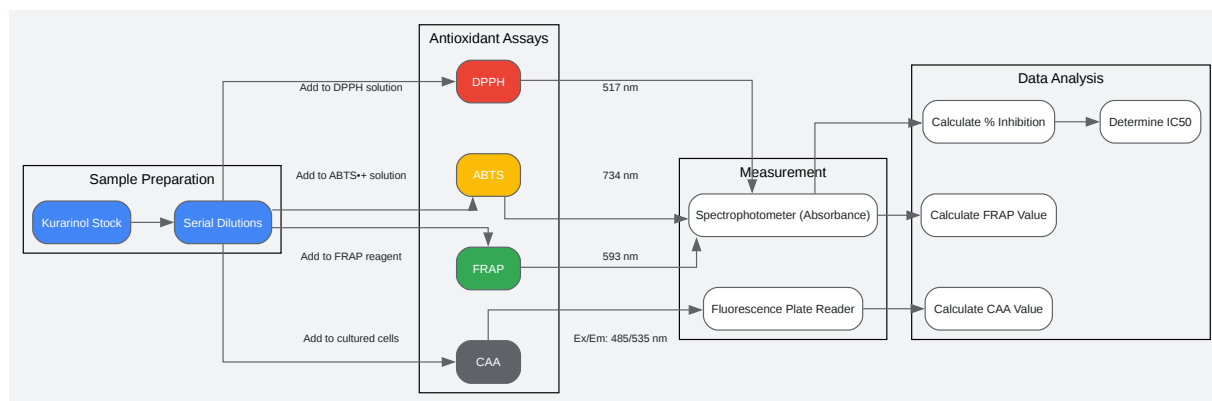 Sample Preparation
Kurarinol Stock
Serial Dilutions
Add to DPPH solution
Add to ABTS•+ solution
Add to FRAP reagent
Add to cultured cells
Antioxidant Assays
DPPH
ABTS
FRAP
CAA
517 nm
734 nm
593 nm
Ex/Em: 485/535 nm
Measurement
Spectrophotometer (Absorbance)
Fluorescence Plate Reader
Data Analysis
Calculate % Inhibition
Determine IC50
Calculate FRAP Value
Calculate CAA Value